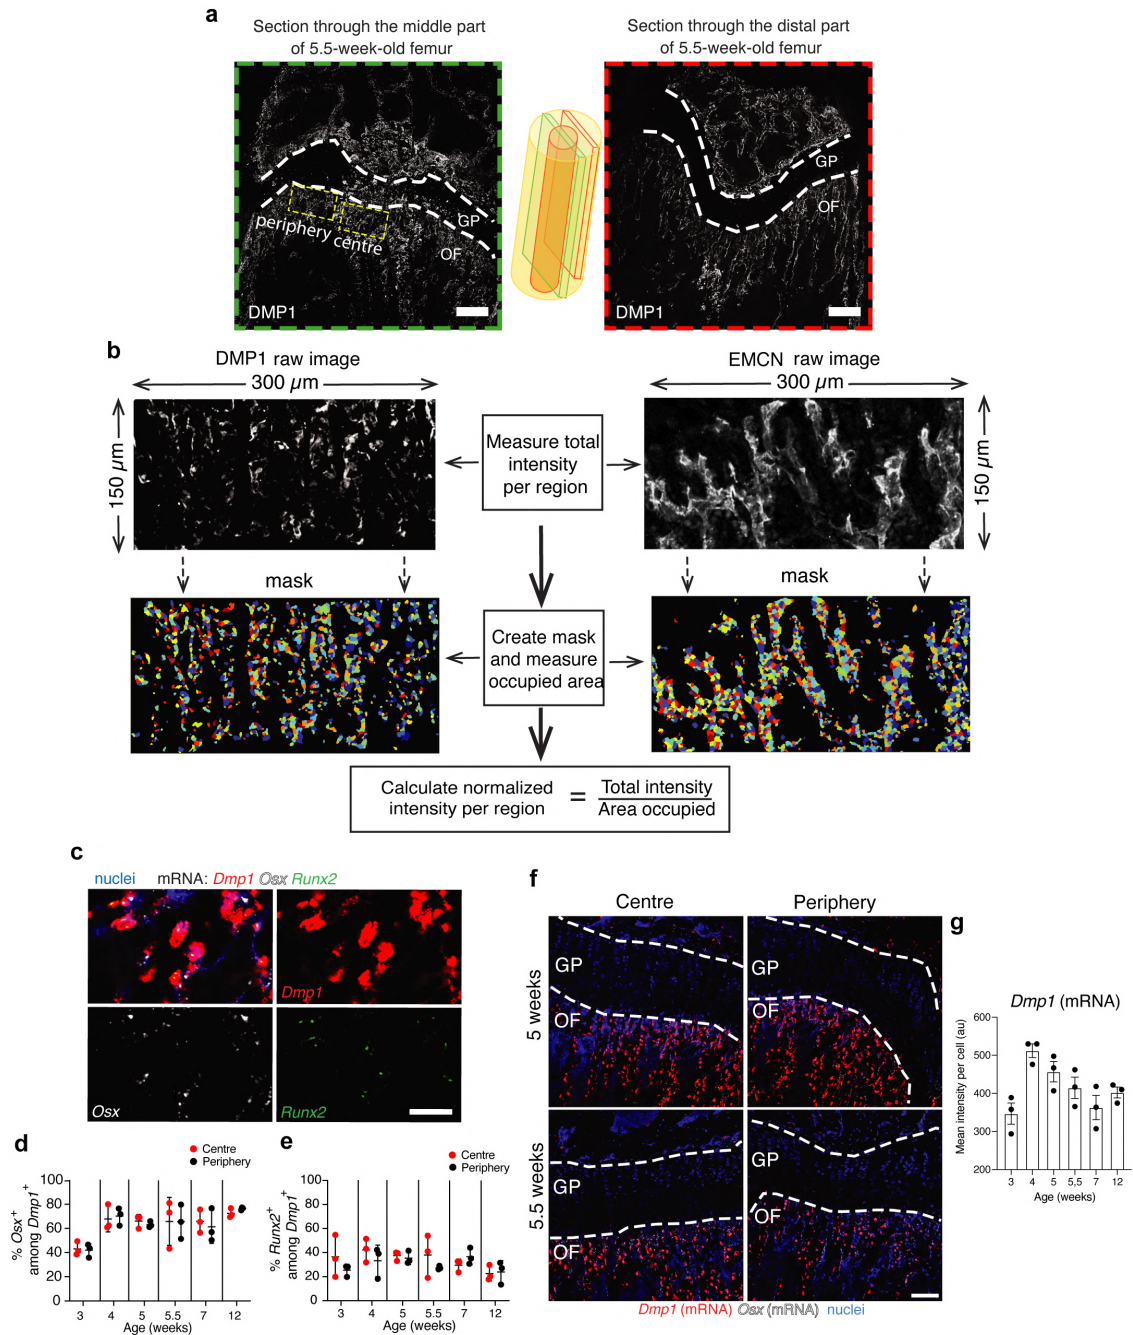 a
Section through the middle part
of 5.5-week-old femur
Section through the distal part
of 5.5-week-old femur
periphery centre
GP
OF
DMP1
GP
OF
DMP1
b
DMP1 raw image
300 µm
150 µm
EMCN raw image
300 µm
150 µm
Measure total
intensity
per region
mask
mask
Create mask
and measure
occupied area
Calculate normalized
intensity per region
=
Total intensity
Area occupied
c
nuclei mRNA: Dmp1 Osx Runx2
Dmp1
Osx
Runx2
d
Centre
Periphery
% Osx+
among Dmp1+
100
80
60
40
20
0
3 4 5 5.5 7 12
Age (weeks)
e
Centre
Periphery
% Runx2+
among Dmp1+
100
80
60
40
20
0
3 4 5 5.5 7 12
Age (weeks)
f
Centre
Periphery
5 weeks
GP
OF
GP
OF
5.5 weeks
GP
OF
GP
OF
Dmp1 (mRNA) Osx (mRNA) nuclei
g
Dmp1 (mRNA)
Mean intensity per cell (au)
600
500
400
300
200
3 4 5 5,5 7 12
Age (weeks)